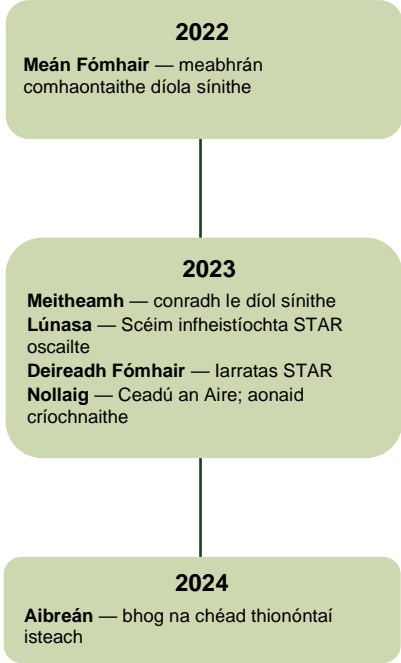 2022
Meán Fómhair — meabhrán
comhaontaithe díola sínithe
2023
Meitheamh — conradh le díol sínithe
Lúnasa — Scéim infheistíochta STAR
oscailte
Deireadh Fómhair — Iarratas STAR
Nollaig — Ceadú an Aire; aonaid
críochnaithe
2024
Aibreán — bhog na chéad thionóntaí
isteach